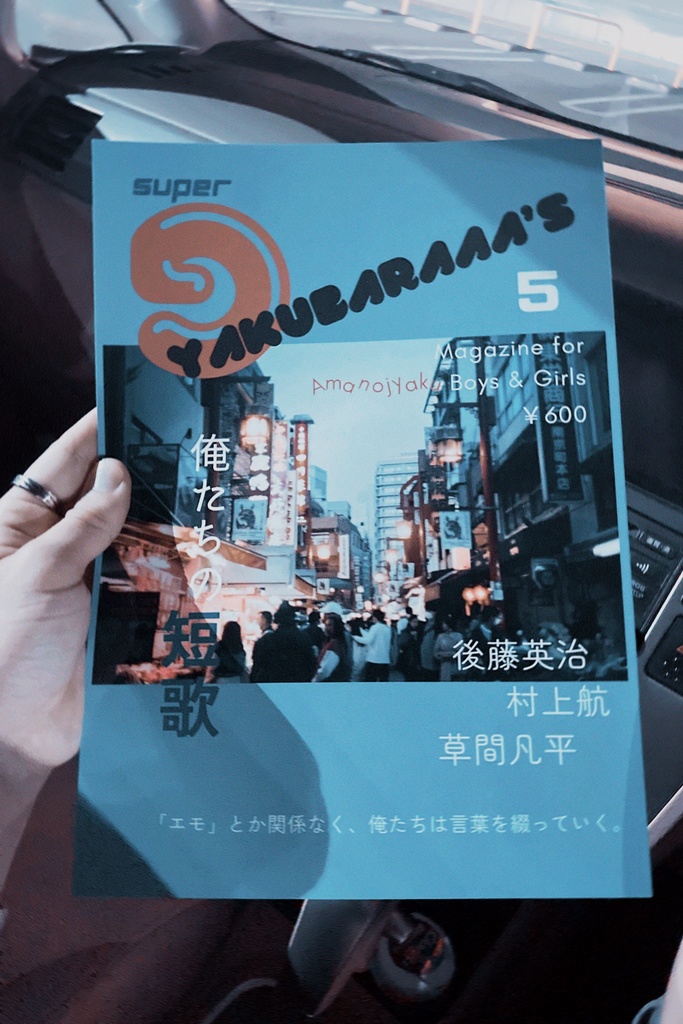 super
YAKUBARAAA'S
5
Magazine for
Amanojyaku Boys & Girls
¥600
俺たちの短歌
後藤英治
村上航
草間凡平
「エモ」とか関係なく、俺たちは言葉を綴っていく。